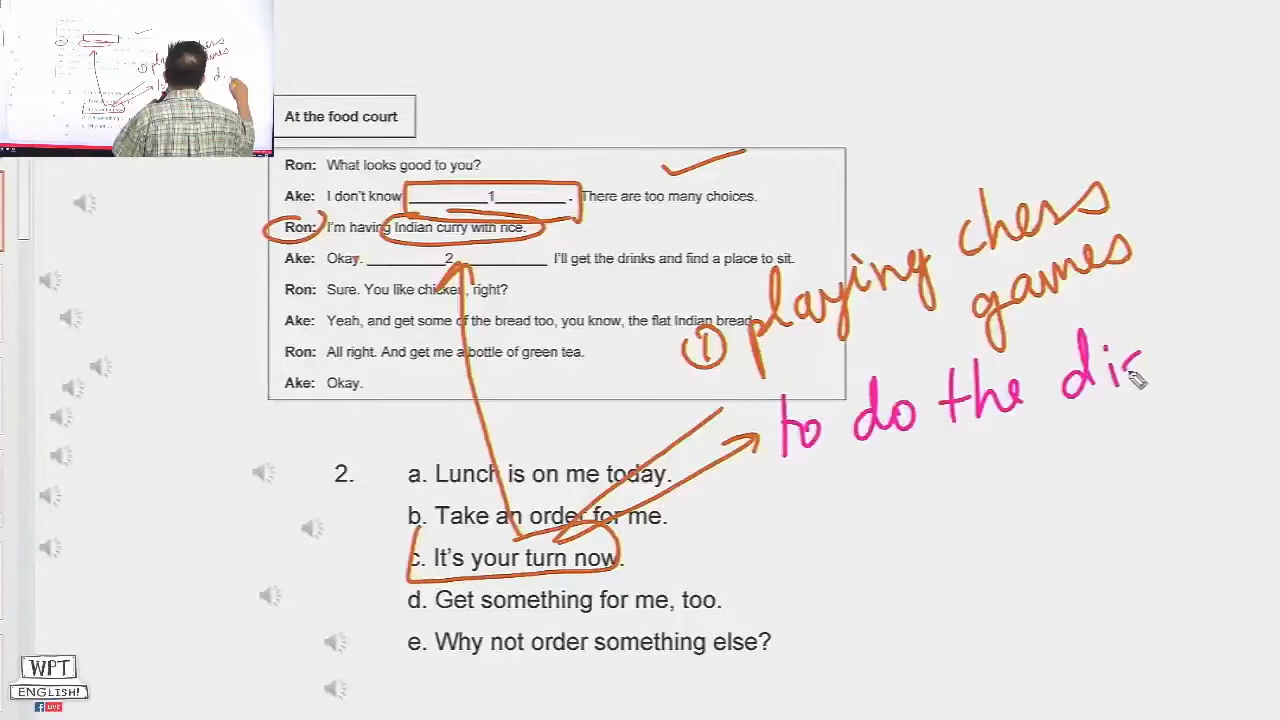 At the food court
Ron: What looks good to you?
Ake: I don't know ________1________. There are too many choices.
Ron: I'm having Indian curry with rice.
Ake: Okay. ________2________ I'll get the drinks and find a place to sit.
Ron: Sure. You like chicken, right?
Ake: Yeah, and get some of the bread too, you know, the flat Indian bread
Ron: All right. And get me a bottle of green tea.
Ake: Okay.
① playing chess
games
to do the dis
2. a. Lunch is on me today.
b. Take an order for me.
c. It's your turn now.
d. Get something for me, too.
e. Why not order something else?
WPT
ENGLISH!
LIVE